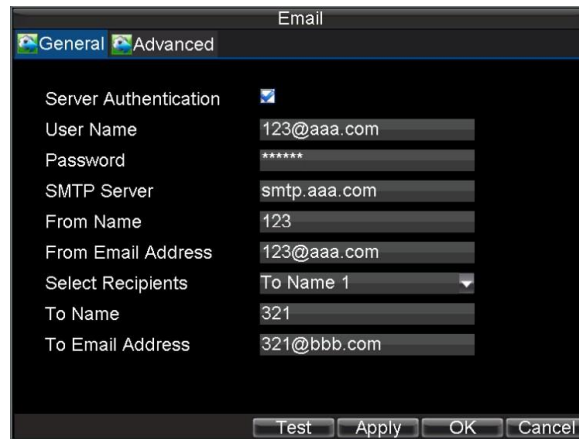 Email
General Advanced
Server Authentication
User Name 123@aaa.com
Password ******
SMTP Server smtp.aaa.com
From Name 123
From Email Address 123@aaa.com
Select Recipients To Name 1
To Name 321
To Email Address 321@bbb.com
Test Apply OK Cancel